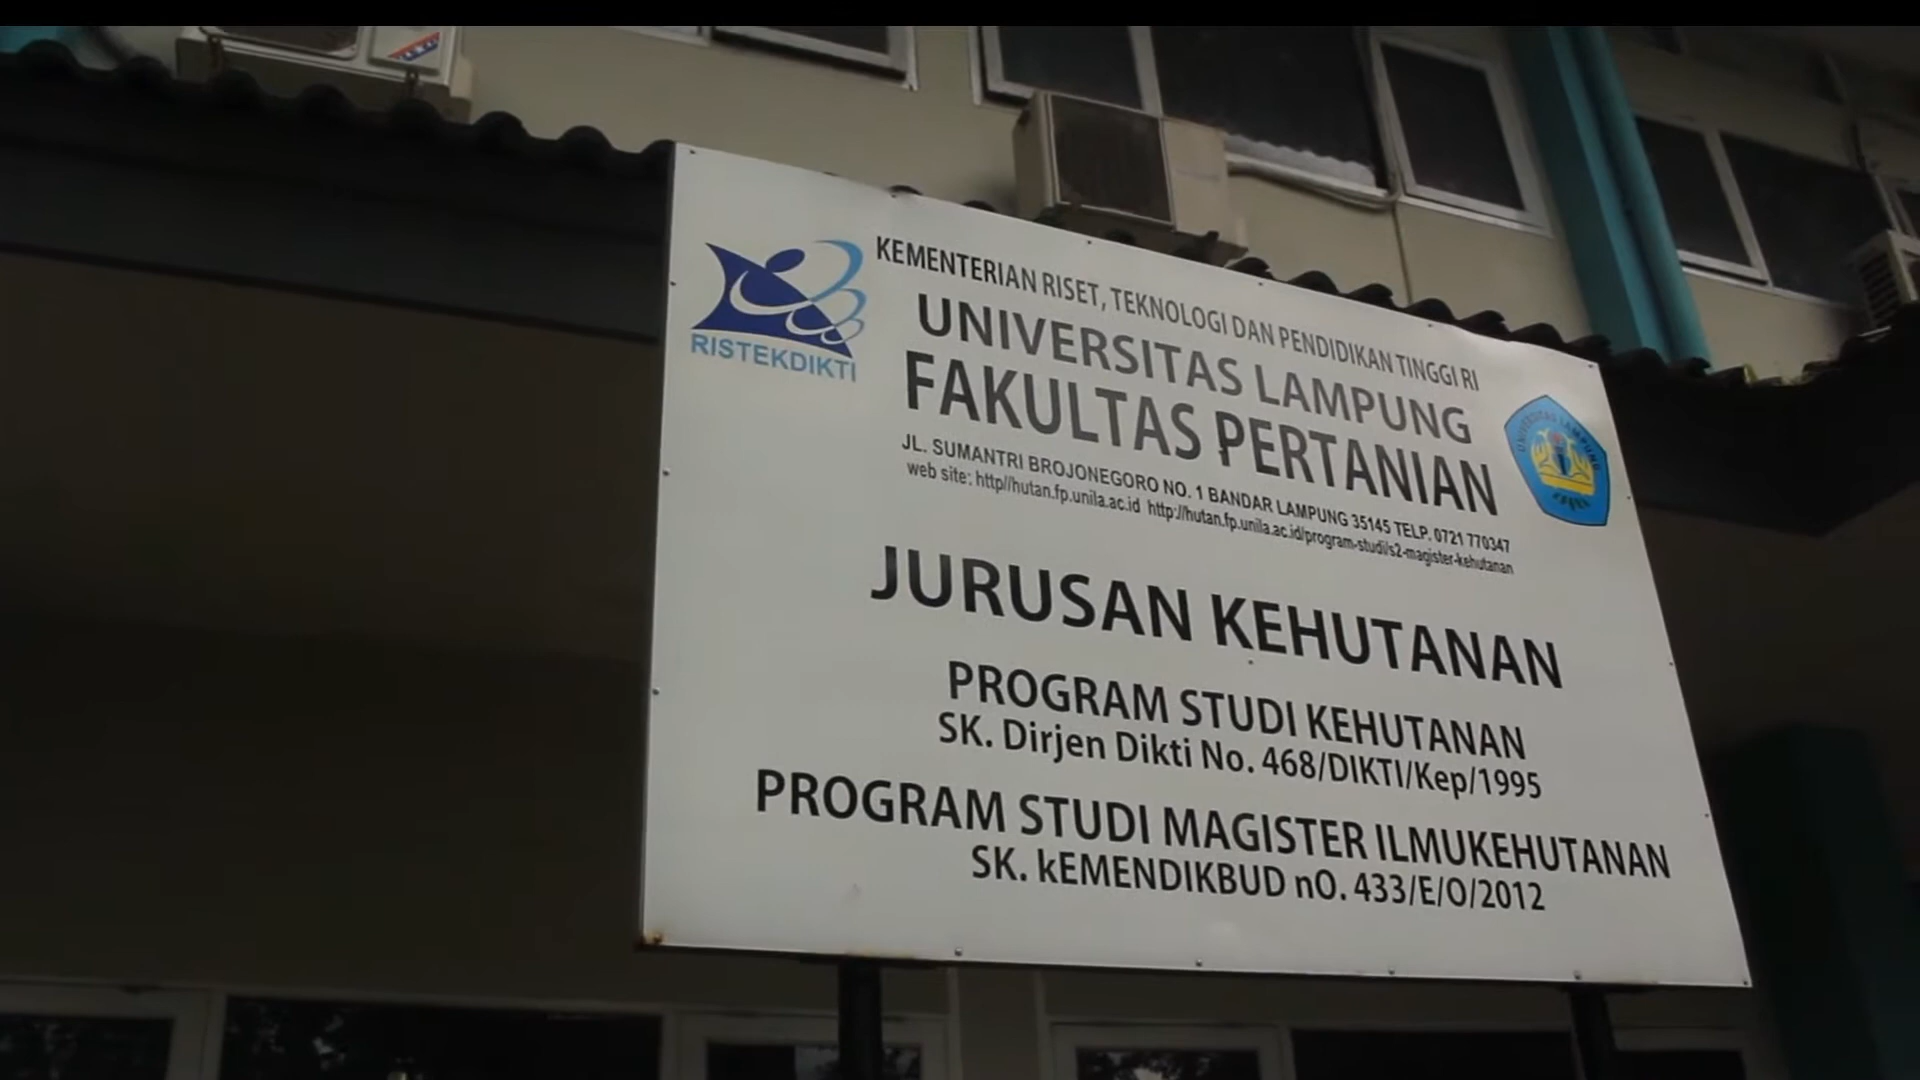 KEMENTERIAN RISET, TEKNOLOGI DAN PENDIDIKAN TINGGI RI
UNIVERSITAS LAMPUNG
FAKULTAS PERTANIAN
JL. SUMANTRI BROJONEGORO NO. 1 BANDAR LAMPUNG 35145 TELP. 0721 770347
web site: http//hutan.fp.unila.ac.id http://hutan.fp.unila.ac.id/program-studi/s2-magister-kehutanan
RISTEKDIKTI
UNIVERSITAS LAMPUNG
JURUSAN KEHUTANAN
PROGRAM STUDI KEHUTANAN
SK. Dirjen Dikti No. 468/DIKTI/Kep/1995
PROGRAM STUDI MAGISTER ILMUKEHUTANAN
SK. kEMENDIKBUD nO. 433/E/O/2012